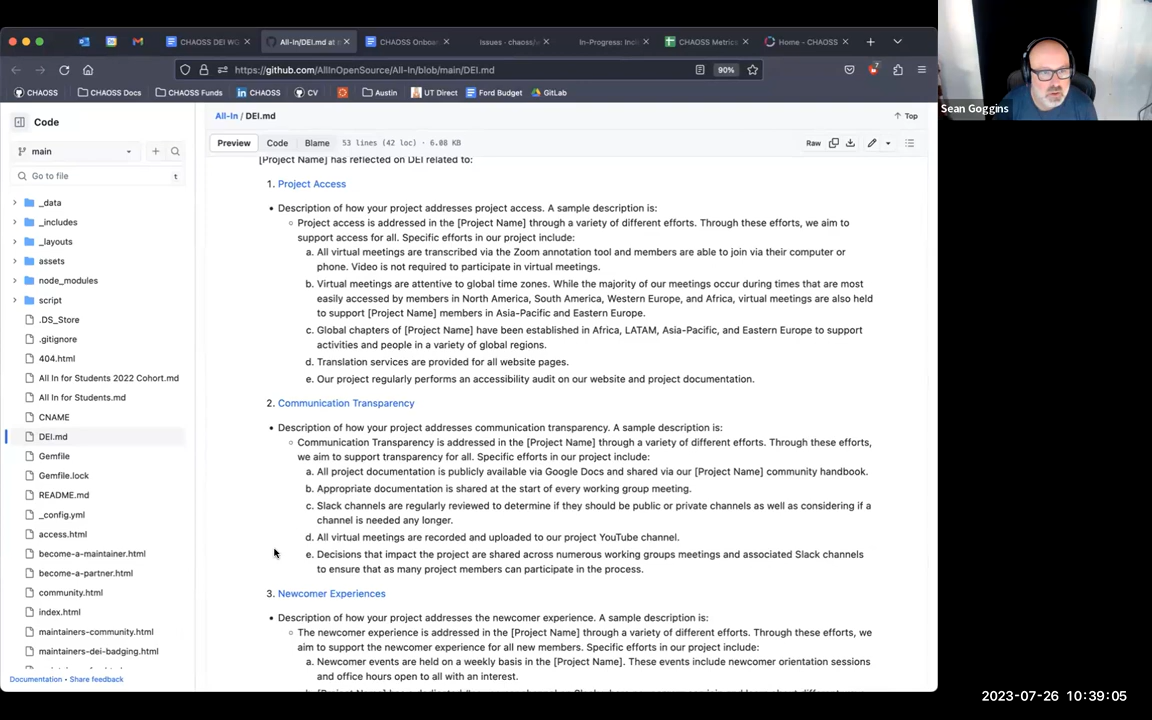 CHAOSS DEI WG
All-In/DEI.md at
CHAOSS Onboa
Issues · chaoss/w
In-Progress: Incl
CHAOSS Metrics
Home – CHAOSS
https://github.com/AllInOpenSource/All-In/blob/main/DEI.md
90%
7
CHAOSS
CHAOSS Docs
CHAOSS Funds
CHAOSS
CV
Austin
UT Direct
Ford Budget
GitLab
Sean Goggins
Code
All-In / DEI.md
Top
main
Preview
Code
Blame
53 lines (42 loc) · 6.08 KB
Raw
Go to file
t
_data
_includes
_layouts
assets
node_modules
script
.DS_Store
.gitignore
404.html
All In for Students 2022 Cohort.md
All In for Students.md
CNAME
DEI.md
Gemfile
Gemfile.lock
README.md
_config.yml
access.html
become-a-maintainer.html
become-a-partner.html
community.html
index.html
maintainers-community.html
maintainers-dei-badging.html
Documentation • Share feedback
[Project Name] has reflected on DEI related to:
1. Project Access
• Description of how your project addresses project access. A sample description is:
Project access is addressed in the [Project Name] through a variety of different efforts. Through these efforts, we aim to
support access for all. Specific efforts in our project include:
a. All virtual meetings are transcribed via the Zoom annotation tool and members are able to join via their computer or
phone. Video is not required to participate in virtual meetings.
b. Virtual meetings are attentive to global time zones. While the majority of our meetings occur during times that are most
easily accessed by members in North America, South America, Western Europe, and Africa, virtual meetings are also held
to support [Project Name] members in Asia-Pacific and Eastern Europe.
c. Global chapters of [Project Name] have been established in Africa, LATAM, Asia-Pacific, and Eastern Europe to support
activities and people in a variety of global regions.
d. Translation services are provided for all website pages.
e. Our project regularly performs an accessibility audit on our website and project documentation.
2. Communication Transparency
• Description of how your project addresses communication transparency. A sample description is:
Communication Transparency is addressed in the [Project Name] through a variety of different efforts. Through these efforts,
we aim to support transparency for all. Specific efforts in our project include:
a. All project documentation is publicly available via Google Docs and shared via our [Project Name] community handbook.
b. Appropriate documentation is shared at the start of every working group meeting.
c. Slack channels are regularly reviewed to determine if they should be public or private channels as well as considering if a
channel is needed any longer.
d. All virtual meetings are recorded and uploaded to our project YouTube channel.
e. Decisions that impact the project are shared across numerous working groups meetings and associated Slack channels
to ensure that as many project members can participate in the process.
3. Newcomer Experiences
• Description of how your project addresses the newcomer experience. A sample description is:
The newcomer experience is addressed in the [Project Name] through a variety of different efforts. Through these efforts, we
aim to support the newcomer experience for all new members. Specific efforts in our project include:
a. Newcomer events are held on a weekly basis in the [Project Name]. These events include newcomer orientation sessions
and office hours open to all with an interest.
2023-07-26 10:39:05